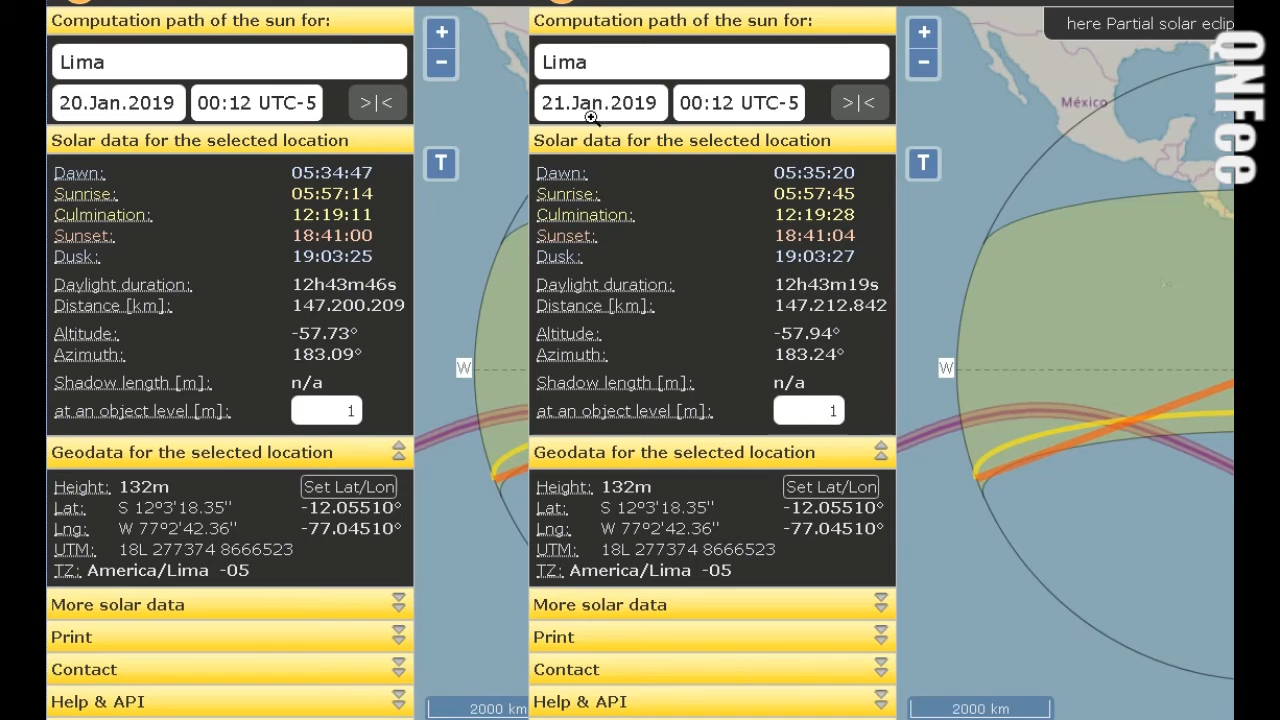 Computation path of the sun for:
Lima
20.Jan.2019 00:12 UTC-5 >|<
Solar data for the selected location
Dawn: 05:34:47
Sunrise: 05:57:14
Culmination: 12:19:11
Sunset: 18:41:00
Dusk: 19:03:25
Daylight duration: 12h43m46s
Distance [km]: 147.200.209
Altitude: -57.73°
Azimuth: 183.09°
Shadow length [m]: n/a
at an object level [m]: 1
Geodata for the selected location
Height: 132m Set Lat/Lon
Lat: S 12°3'18.35'' -12.05510°
Lng: W 77°2'42.36'' -77.04510°
UTM: 18L 277374 8666523
TZ: America/Lima -05
More solar data
Print
Contact
Help & API
+
−
T
W
2000 km
Computation path of the sun for:
Lima
21.Jan.2019 00:12 UTC-5 >|<
Solar data for the selected location
Dawn: 05:35:20
Sunrise: 05:57:45
Culmination: 12:19:28
Sunset: 18:41:04
Dusk: 19:03:27
Daylight duration: 12h43m19s
Distance [km]: 147.212.842
Altitude: -57.94°
Azimuth: 183.24°
Shadow length [m]: n/a
at an object level [m]: 1
Geodata for the selected location
Height: 132m Set Lat/Lon
Lat: S 12°3'18.35'' -12.05510°
Lng: W 77°2'42.36'' -77.04510°
UTM: 18L 277374 8666523
TZ: America/Lima -05
More solar data
Print
Contact
Help & API
+
−
T
W
2000 km
here Partial solar eclip
México
QNFee